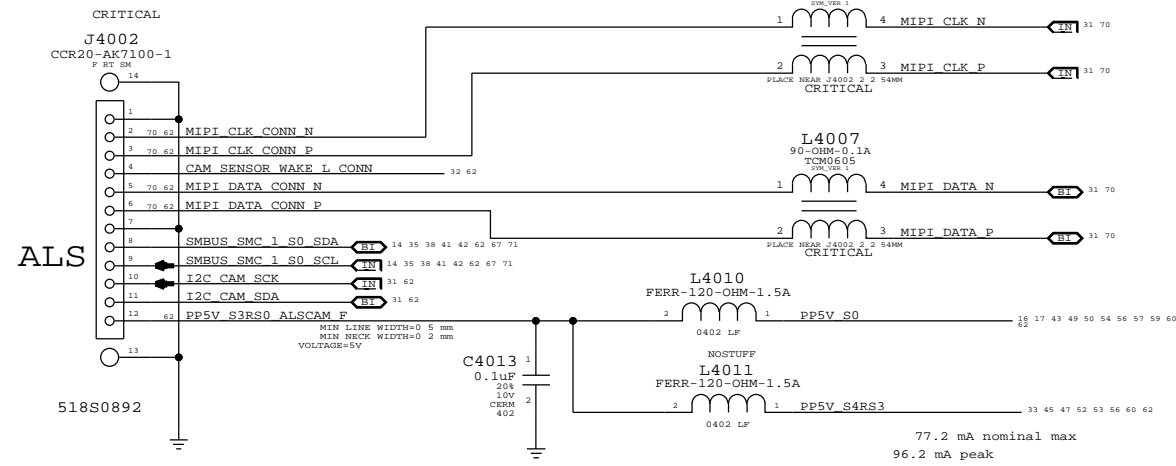 CRITICAL
J4002
CCR20-AK7100-1
F RT SM
14
1
2 70 62 MIPI_CLK_CONN_N
3 70 62 MIPI_CLK_CONN_P
4 CAM_SENSOR_WAKE_L_CONN 32 62
5 70 62 MIPI_DATA_CONN_N
6 70 62 MIPI_DATA_CONN_P
7
8 SMBUS_SMC_1_S0_SDA BI 14 35 38 41 42 62 67 71
ALS
9 SMBUS_SMC_1_S0_SCL IN 14 35 38 41 42 62 67 71
10 I2C_CAM_SCK IN 31 62
11 I2C_CAM_SDA BI 31 62
12 62 PP5V_S3RS0_ALSCAM_F
MIN LINE WIDTH=0 5 mm
MIN NECK WIDTH=0 2 mm
VOLTAGE=5V
13
518S0892
SYM_VER 1
1 4 MIPI_CLK_N IN 31 70
2 3 MIPI_CLK_P IN 31 70
PLACE NEAR J4002 2 2 54MM
CRITICAL
L4007
90-OHM-0.1A
TCM0605
SYM_VER 1
1 4 MIPI_DATA_N BI 31 70
2 3 MIPI_DATA_P BI 31 70
PLACE NEAR J4002 2 2 54MM
CRITICAL
L4010
FERR-120-OHM-1.5A
2 1 PP5V_S0 16 17 43 49 50 54 56 57 59 60
62
0402 LF
C4013
0.1uF
20%
10V
CERM
402
1
2
NOSTUFF
L4011
FERR-120-OHM-1.5A
2 1 PP5V_S4RS3 33 45 47 52 53 56 60 62
0402 LF
77.2 mA nominal max
96.2 mA peak